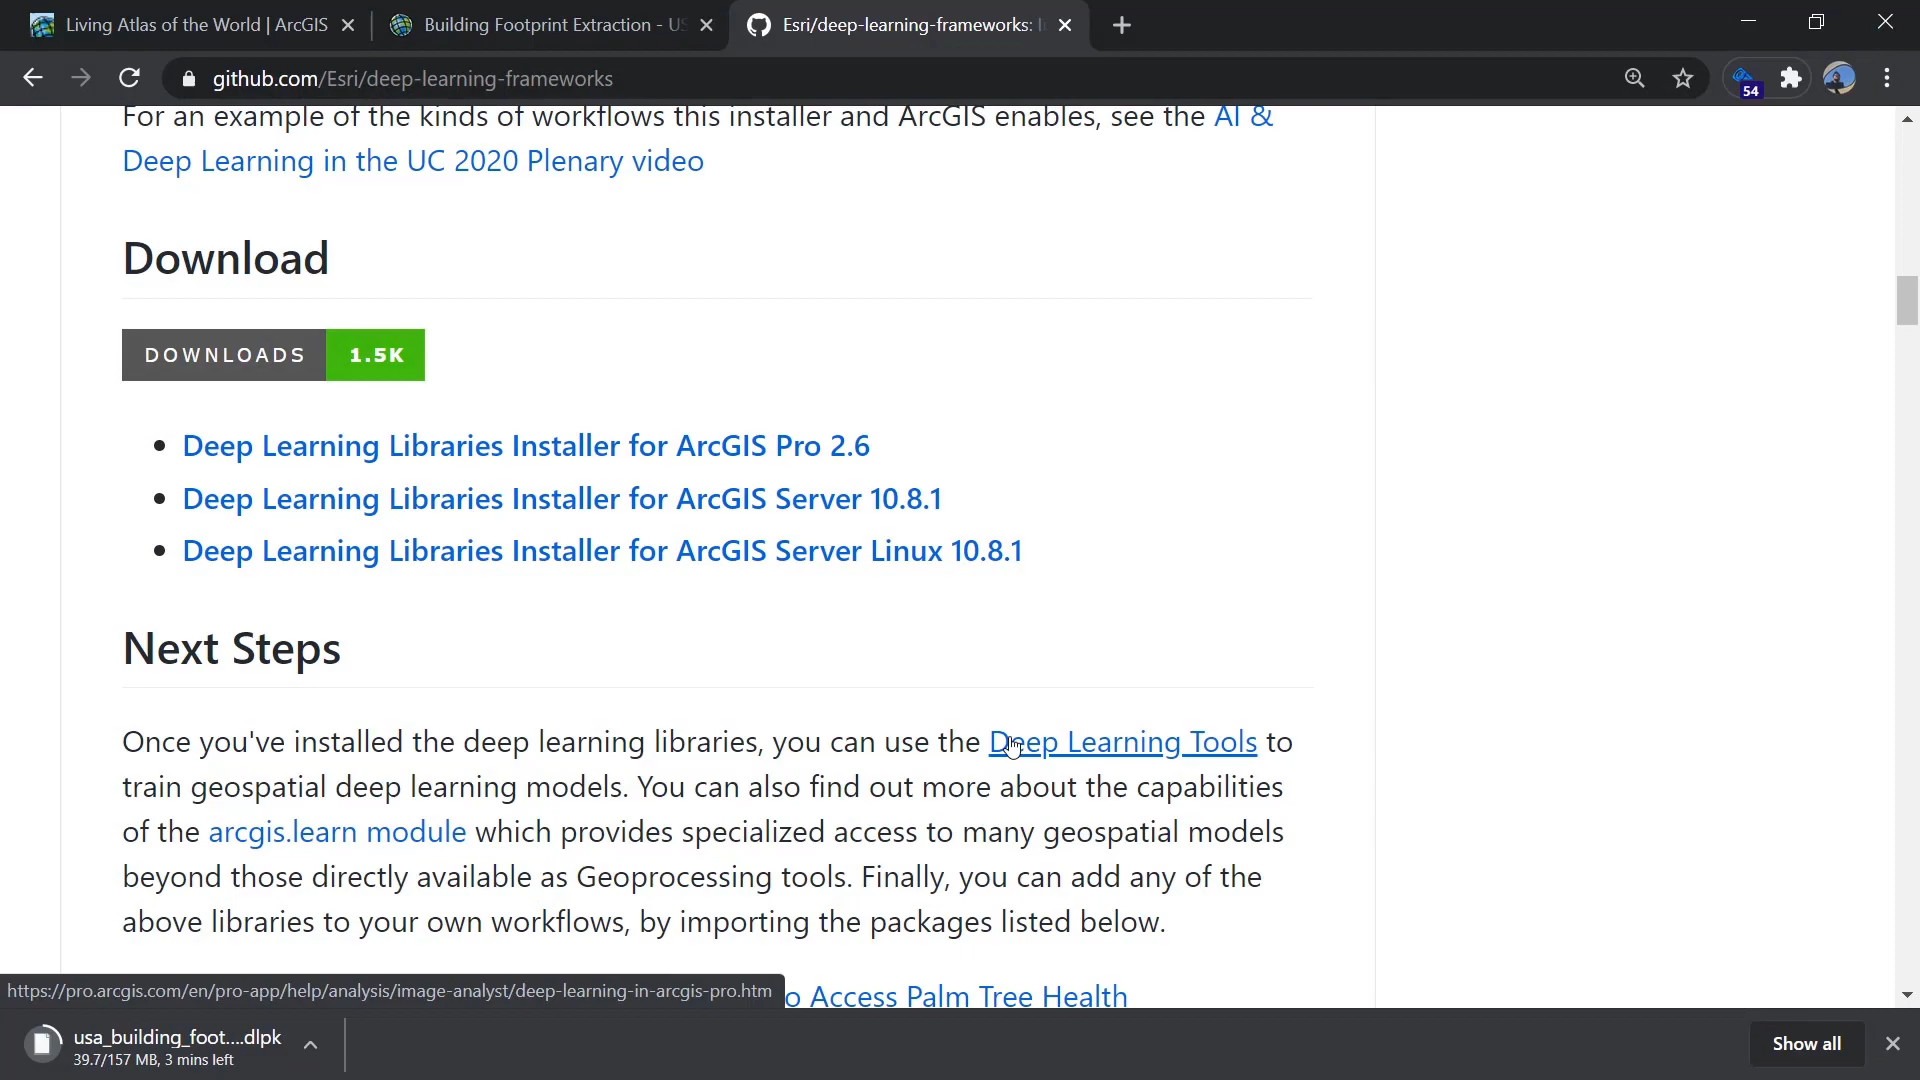 Living Atlas of the World | ArcGIS
Building Footprint Extraction - US
Esri/deep-learning-frameworks:
github.com/Esri/deep-learning-frameworks
54
For an example of the kinds of workflows this installer and ArcGIS enables, see the AI &
Deep Learning in the UC 2020 Plenary video
Download
DOWNLOADS 1.5K
Deep Learning Libraries Installer for ArcGIS Pro 2.6
Deep Learning Libraries Installer for ArcGIS Server 10.8.1
Deep Learning Libraries Installer for ArcGIS Server Linux 10.8.1
Next Steps
Once you've installed the deep learning libraries, you can use the Deep Learning Tools to
train geospatial deep learning models. You can also find out more about the capabilities
of the arcgis.learn module which provides specialized access to many geospatial models
beyond those directly available as Geoprocessing tools. Finally, you can add any of the
above libraries to your own workflows, by importing the packages listed below.
https://pro.arcgis.com/en/pro-app/help/analysis/image-analyst/deep-learning-in-arcgis-pro.htm
o Access Palm Tree Health
usa_building_foot....dlpk
39.7/157 MB, 3 mins left
Show all